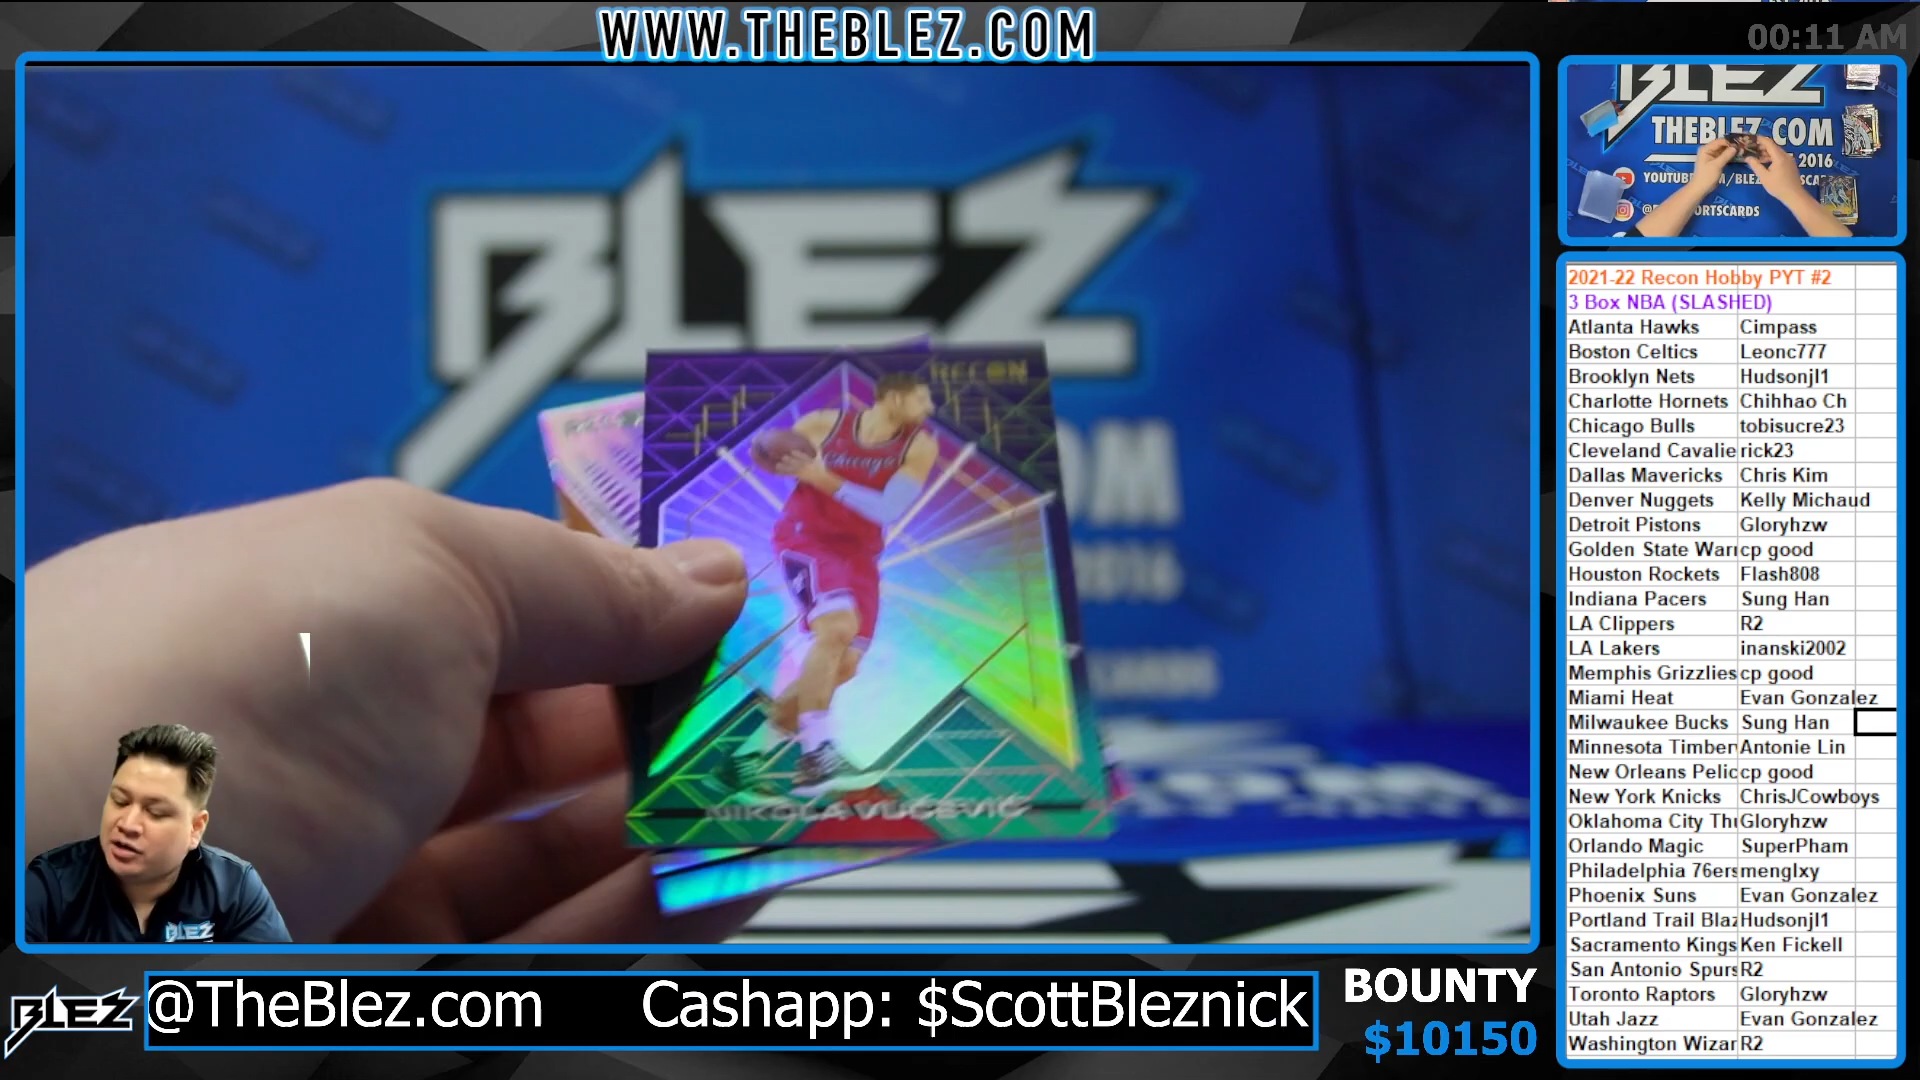 WWW.THEBLEZ.COM
00:11 AM
BLEZ
RECON
Chicago
NIKOLA VUČEVIĆ
BLEZ
BLEZ
THEBLEZ.COM
2016
2021-22 Recon Hobby PYT #2
3 Box NBA (SLASHED)
Atlanta Hawks Cimpass
Boston Celtics Leonc777
Brooklyn Nets Hudsonjl1
Charlotte Hornets Chihhao Ch
Chicago Bulls tobisucre23
Cleveland Cavalie rick23
Dallas Mavericks Chris Kim
Denver Nuggets Kelly Michaud
Detroit Pistons Gloryhzw
Golden State Warr cp good
Houston Rockets Flash808
Indiana Pacers Sung Han
LA Clippers R2
LA Lakers inanski2002
Memphis Grizzlies cp good
Miami Heat Evan Gonzalez
Milwaukee Bucks Sung Han
Minnesota Timber Antonie Lin
New Orleans Pelic cp good
New York Knicks ChrisJCowboys
Oklahoma City Thu Gloryhzw
Orlando Magic SuperPham
Philadelphia 76ers menglxy
Phoenix Suns Evan Gonzalez
Portland Trail Blaz Hudsonjl1
Sacramento Kings Ken Fickell
San Antonio Spurs R2
Toronto Raptors Gloryhzw
Utah Jazz Evan Gonzalez
Washington Wizar R2
BLEZ
@TheBlez.com Cashapp: $ScottBleznick
BOUNTY
$10150